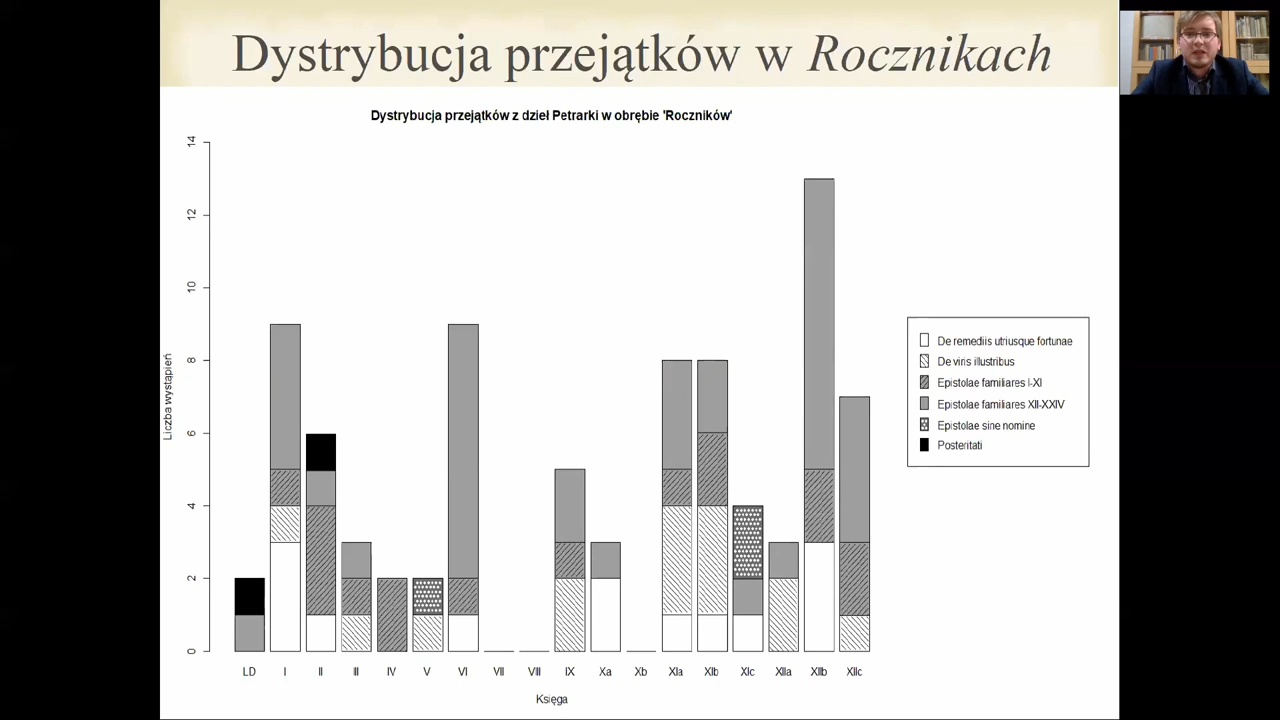 Dystrybucja przejątków w Rocznikach
Dystrybucja przejątków z dzieł Petrarki w obrębie 'Roczników'
Liczba wystąpień
14
12
10
8
6
4
2
0
LD I II III IV V VI VII VIII IX Xa Xb XIa XIb XIc XIIa XIIb XIIc
Księga
De remediis utriusque fortunae
De viris illustribus
Epistolae familiares I-XI
Epistolae familiares XII-XXIV
Epistolae sine nomine
Posteritati